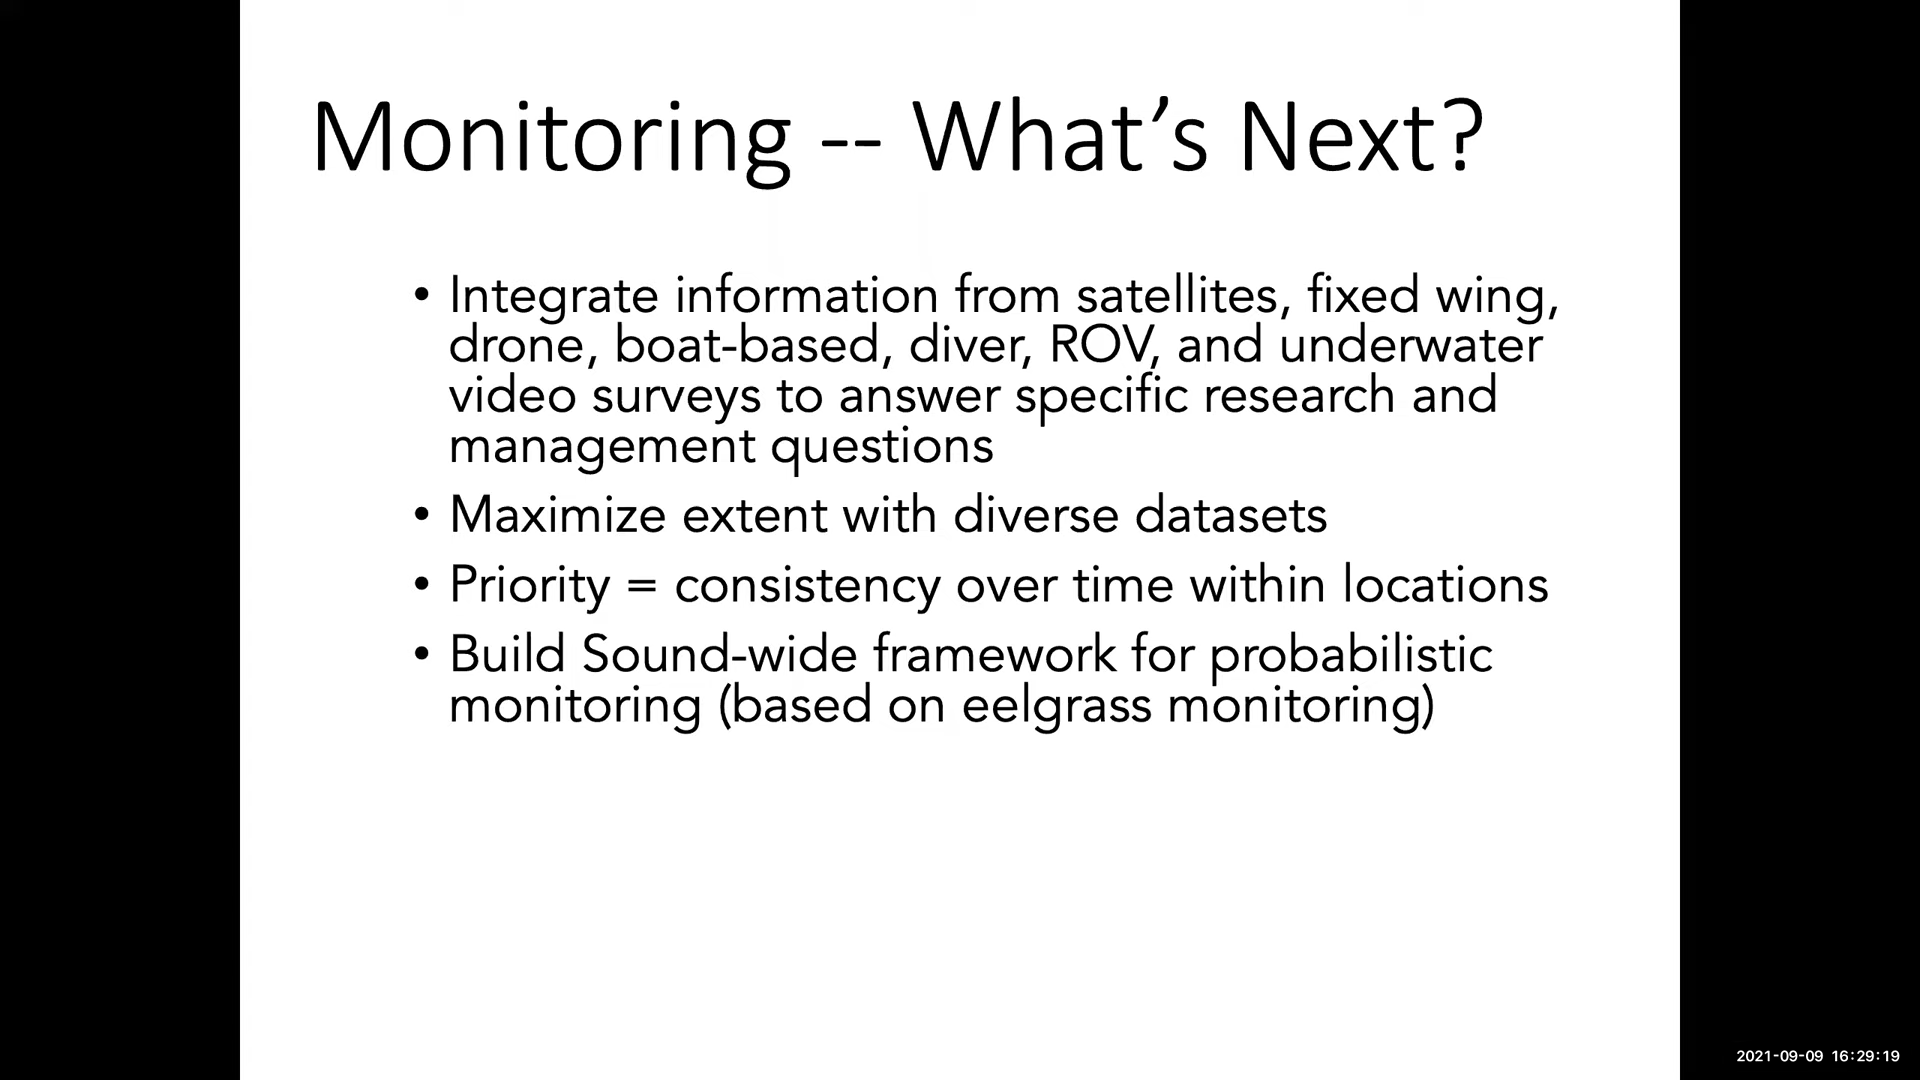 Monitoring -- What’s Next?
• Integrate information from satellites, fixed wing,
drone, boat-based, diver, ROV, and underwater
video surveys to answer specific research and
management questions
• Maximize extent with diverse datasets
• Priority = consistency over time within locations
• Build Sound-wide framework for probabilistic
monitoring (based on eelgrass monitoring)
2021-09-09 16:29:19